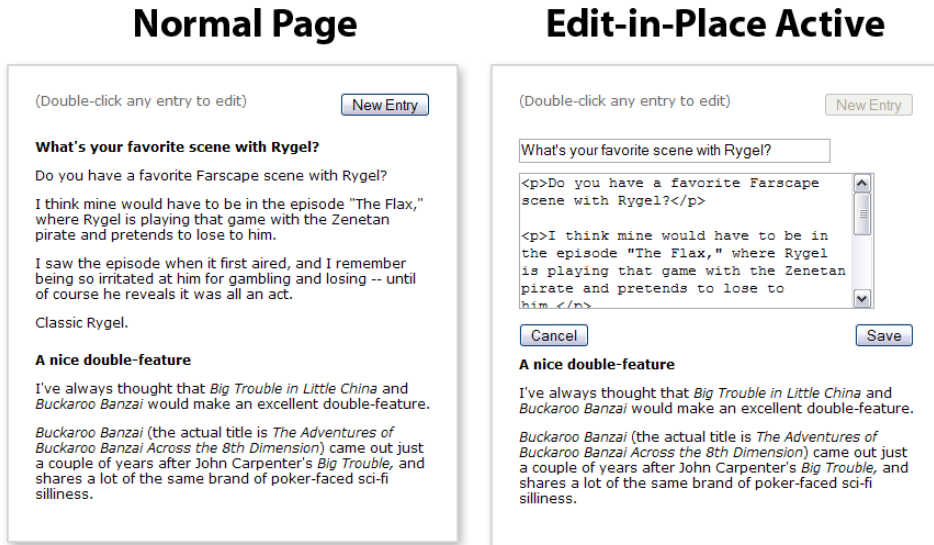 Normal Page
(Double-click any entry to edit)
New Entry
What's your favorite scene with Rygel?
Do you have a favorite Farscape scene with Rygel?
I think mine would have to be in the episode "The Flax,"
where Rygel is playing that game with the Zenetan
pirate and pretends to lose to him.
I saw the episode when it first aired, and I remember
being so irritated at him for gambling and losing -- until
of course he reveals it was all an act.
Classic Rygel.
A nice double-feature
I've always thought that Big Trouble in Little China and
Buckaroo Banzai would make an excellent double-feature.
Buckaroo Banzai (the actual title is The Adventures of
Buckaroo Banzai Across the 8th Dimension) came out just
a couple of years after John Carpenter's Big Trouble, and
shares a lot of the same brand of poker-faced sci-fi
silliness.
Edit-in-Place Active
(Double-click any entry to edit)
New Entry
What's your favorite scene with Rygel?
<p>Do you have a favorite Farscape
scene with Rygel?</p>
<p>I think mine would have to be in
the episode "The Flax," where Rygel
is playing that game with the Zenetan
pirate and pretends to lose to
him.</p>
Cancel
Save
A nice double-feature
I've always thought that Big Trouble in Little China and
Buckaroo Banzai would make an excellent double-feature.
Buckaroo Banzai (the actual title is The Adventures of
Buckaroo Banzai Across the 8th Dimension) came out just
a couple of years after John Carpenter's Big Trouble, and
shares a lot of the same brand of poker-faced sci-fi
silliness.